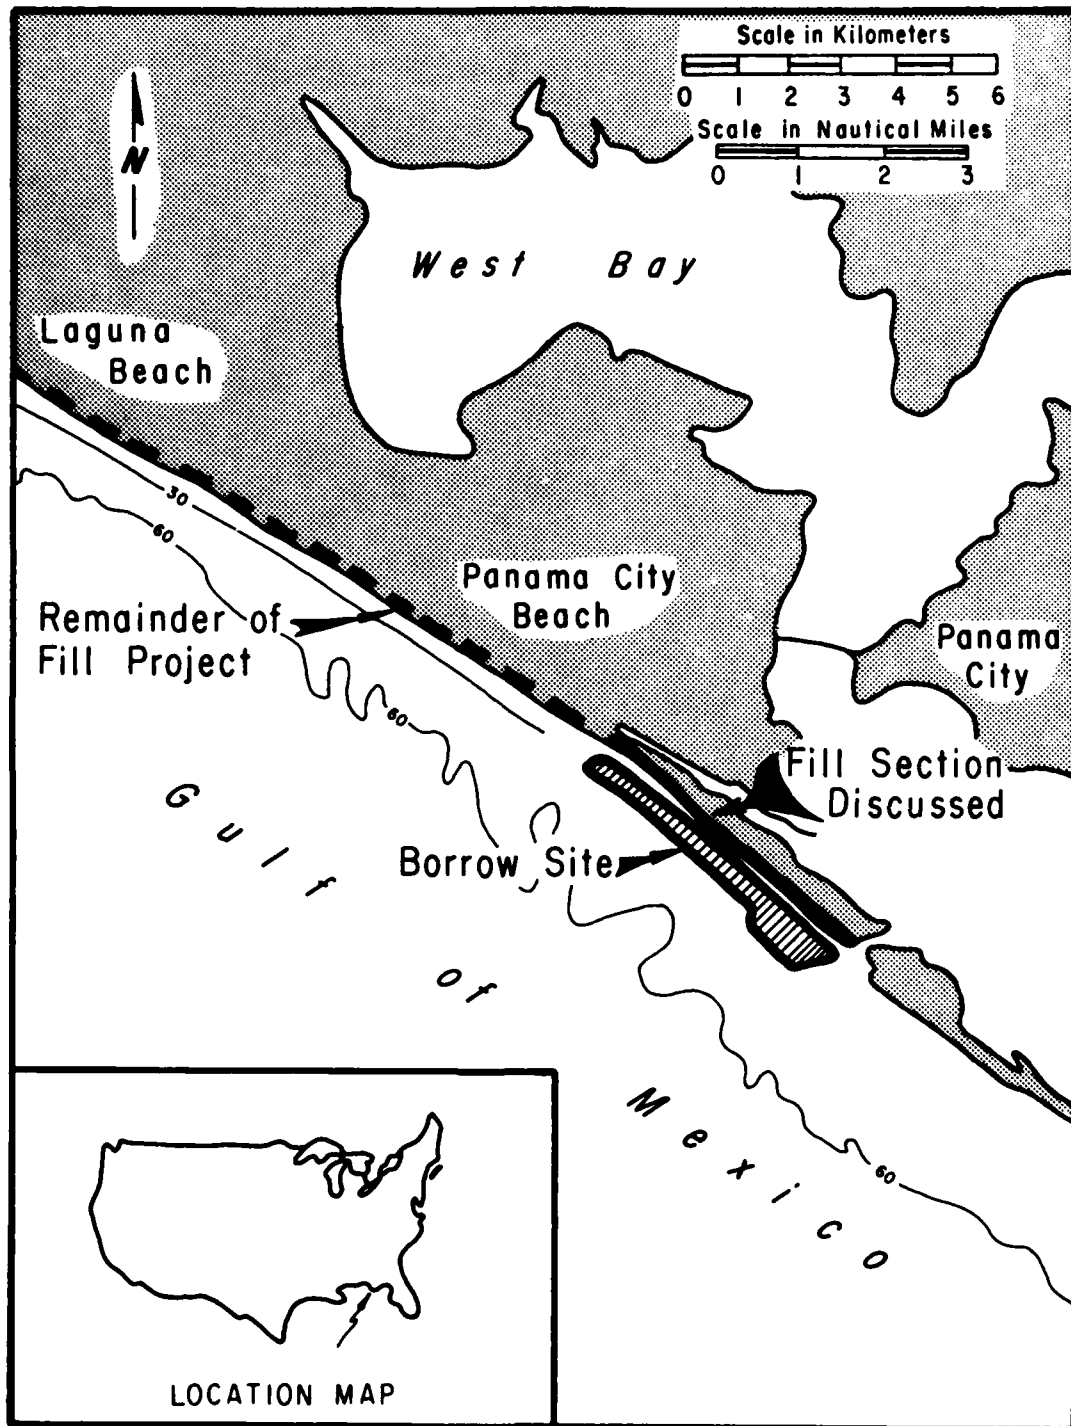 Scale in Kilometers
0 1 2 3 4 5 6
Scale in Nautical Miles
0 1 2 3
N
West Bay
Laguna
Beach
30
60
Panama City
Beach
Remainder of
Fill Project
Panama
City
60
Fill Section
Discussed
Borrow Site
Gulf
of
Mexico
60
LOCATION MAP